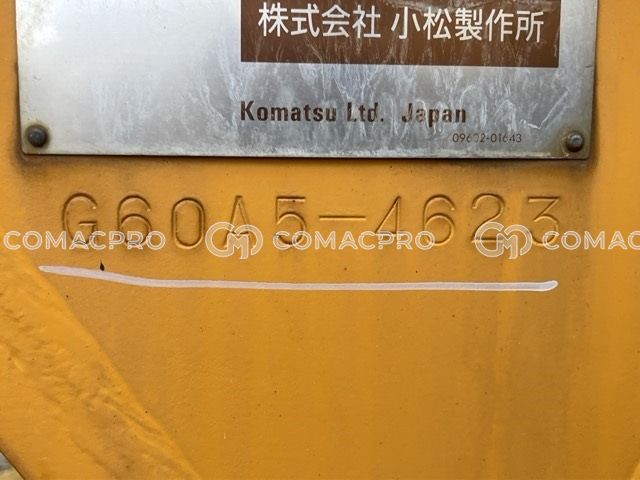 株式会社 小松製作所
Komatsu Ltd. Japan
09602-01643
G60A5-4623
COMACPRO COMACPRO COMAC